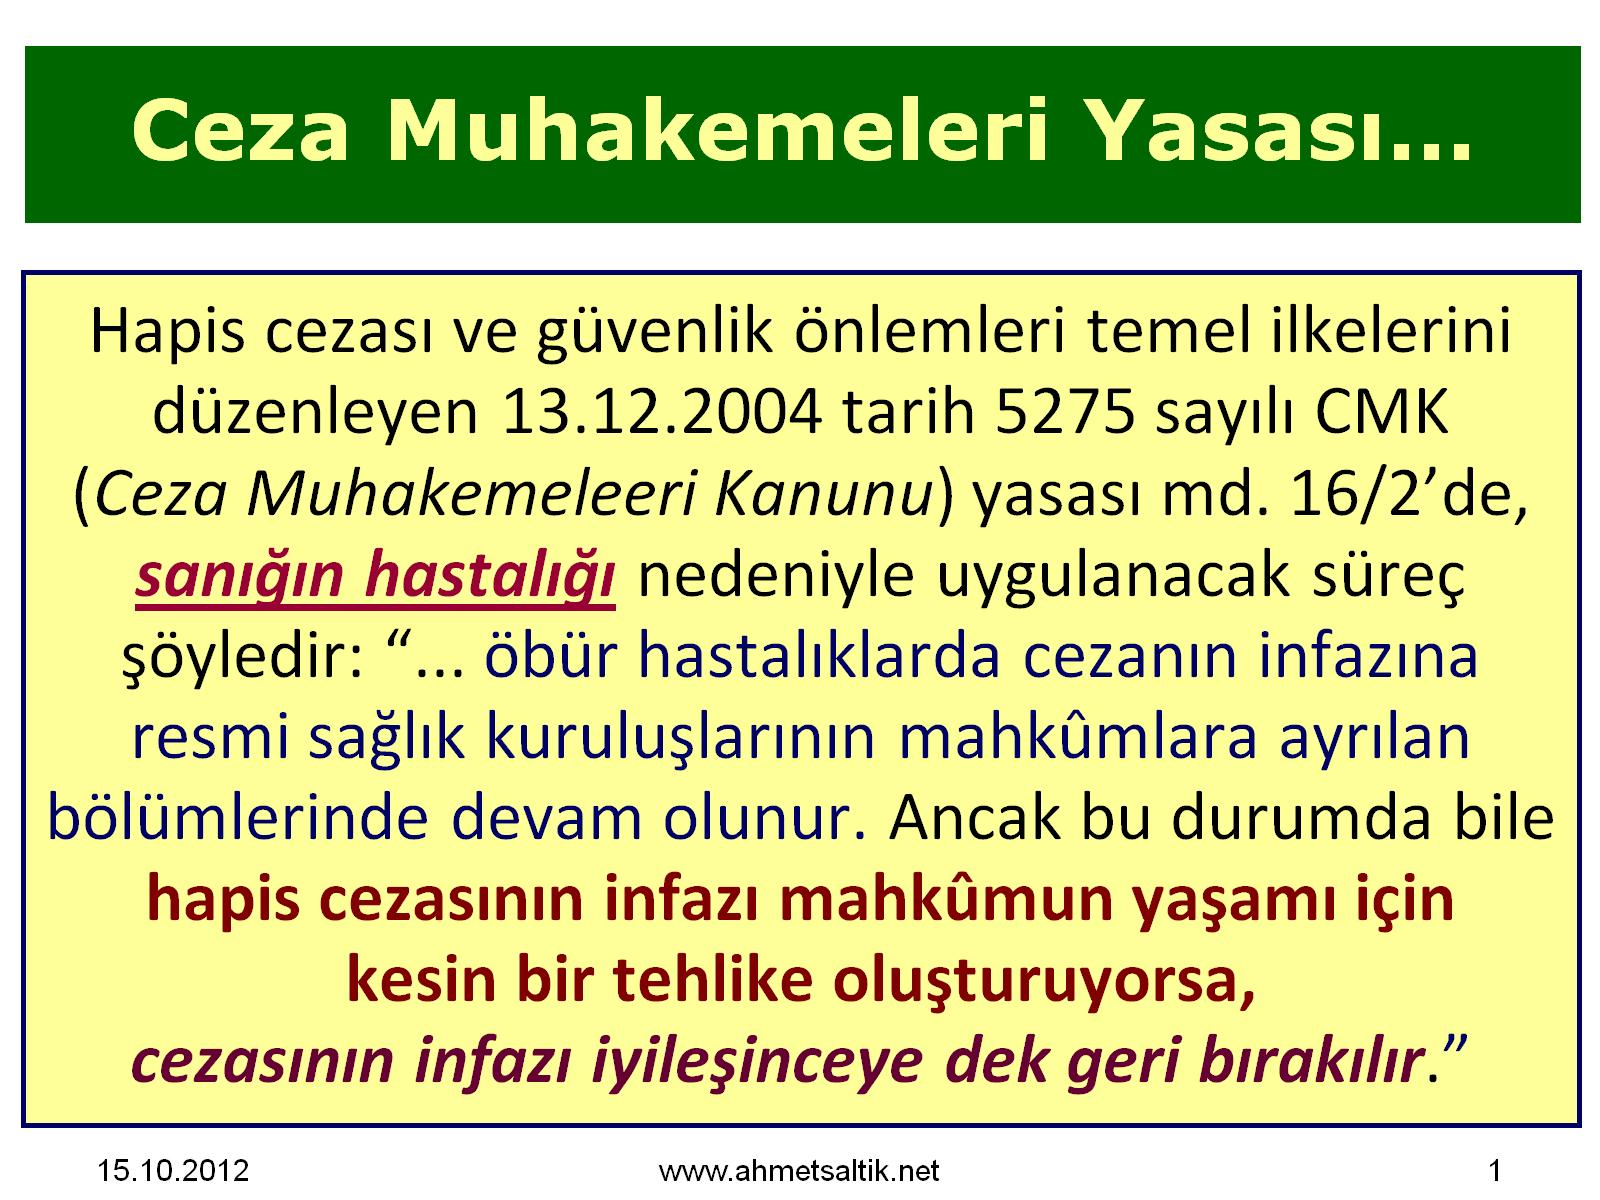 Ceza Muhakemeleri Yasası...
Hapis cezası ve güvenlik önlemleri temel ilkelerini
düzenleyen 13.12.2004 tarih 5275 sayılı CMK
(Ceza Muhakemeleeri Kanunu) yasası md. 16/2’de,
sanığın hastalığı nedeniyle uygulanacak süreç
şöyledir: “... öbür hastalıklarda cezanın infazına
resmi sağlık kuruluşlarının mahkûmlara ayrılan
bölümlerinde devam olunur. Ancak bu durumda bile
hapis cezasının infazı mahkûmun yaşamı için
kesin bir tehlike oluşturuyorsa,
cezasının infazı iyileşinceye dek geri bırakılır.”
15.10.2012
www.ahmetsaltik.net
1